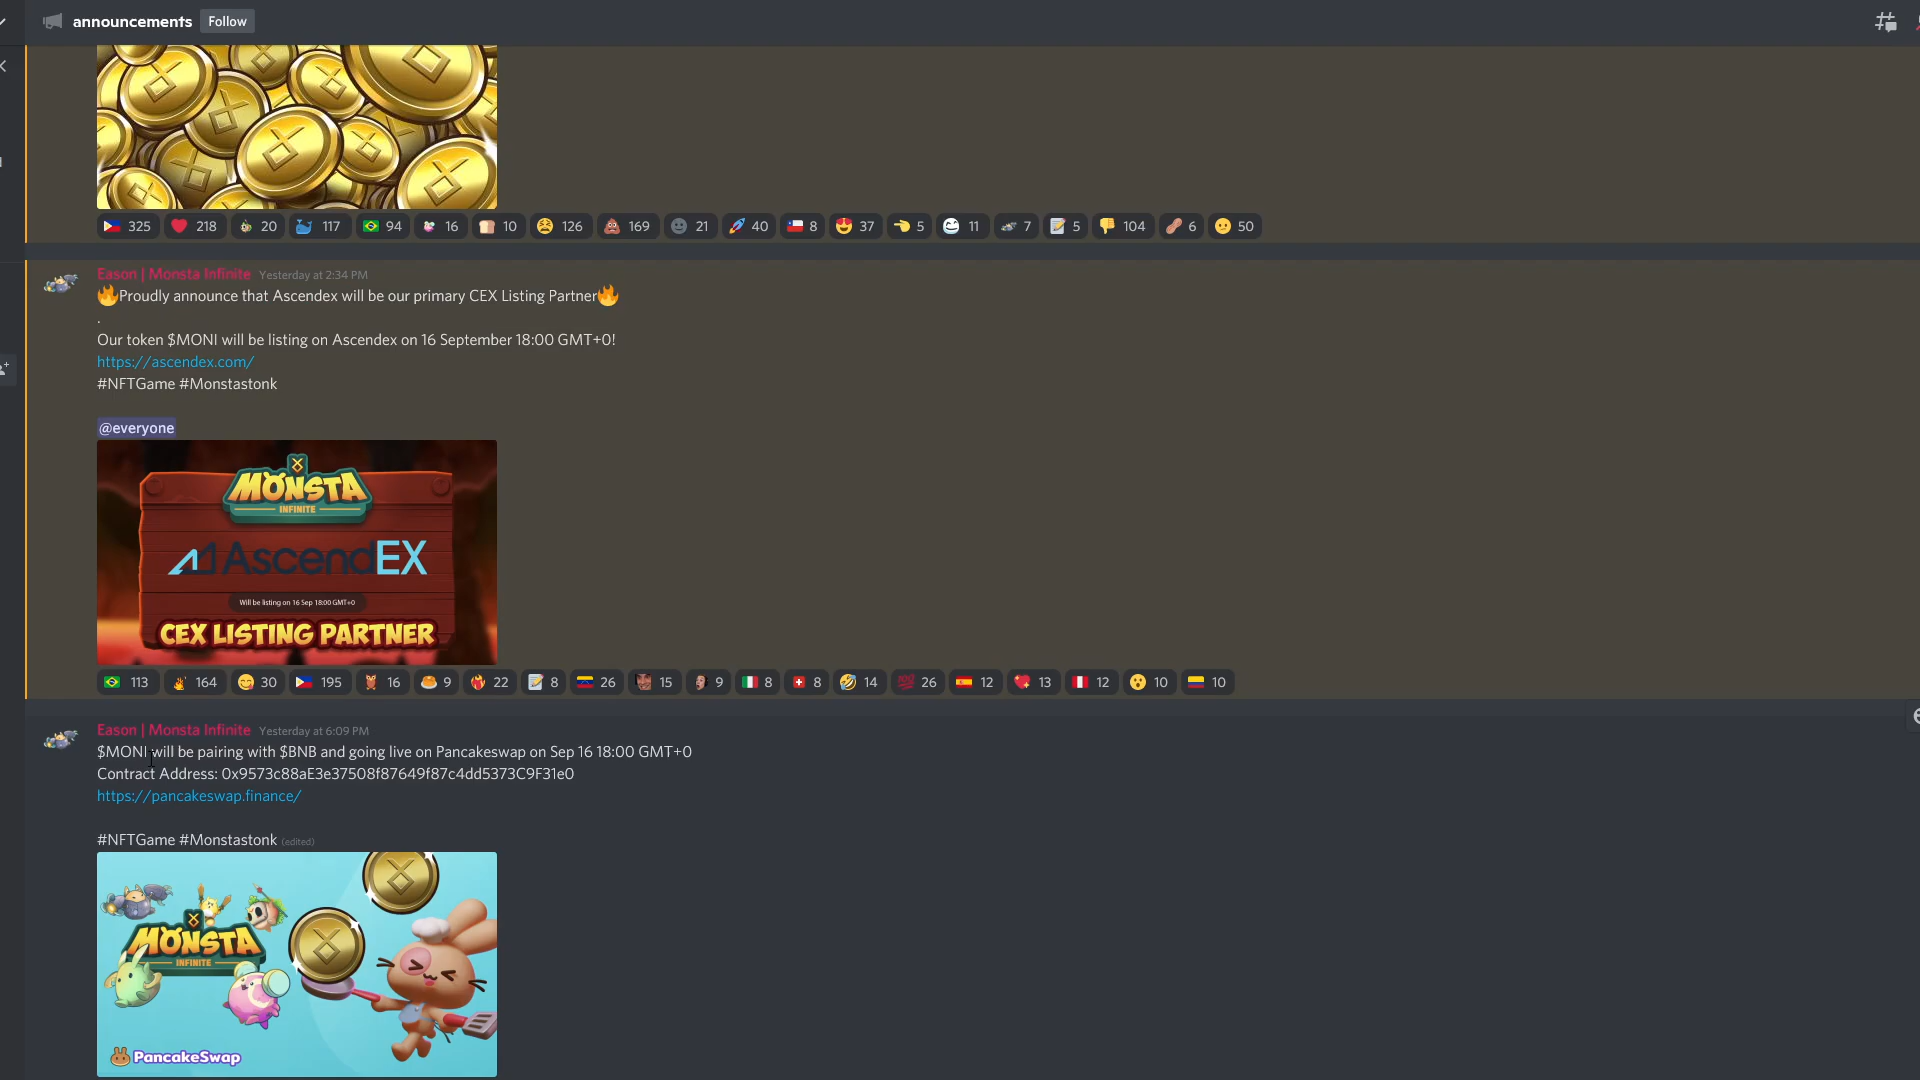 announcements Follow
325 218 20 117 94 16 10 126 169 21 40 8 37 5 11 7 5 104 6 50
Eason | Monsta Infinite Yesterday at 2:34 PM
🔥Proudly announce that Ascendex will be our primary CEX Listing Partner🔥
.
Our token $MONI will be listing on Ascendex on 16 September 18:00 GMT+0!
https://ascendex.com/
#NFTGame #Monstastonk
@everyone
MONSTA
INFINITE
AscendEX
Will be listing on 16 Sep 18:00 GMT+0
CEX LISTING PARTNER
113 164 30 195 16 9 22 8 26 15 9 8 8 14 26 12 13 12 10 10
Eason | Monsta Infinite Yesterday at 6:09 PM
$MONI will be pairing with $BNB and going live on Pancakeswap on Sep 16 18:00 GMT+0
Contract Address: 0x9573c88aE3e37508f87649f87c4dd5373C9F31e0
https://pancakeswap.finance/
#NFTGame #Monstastonk (edited)
MONSTA
INFINITE
PancakeSwap